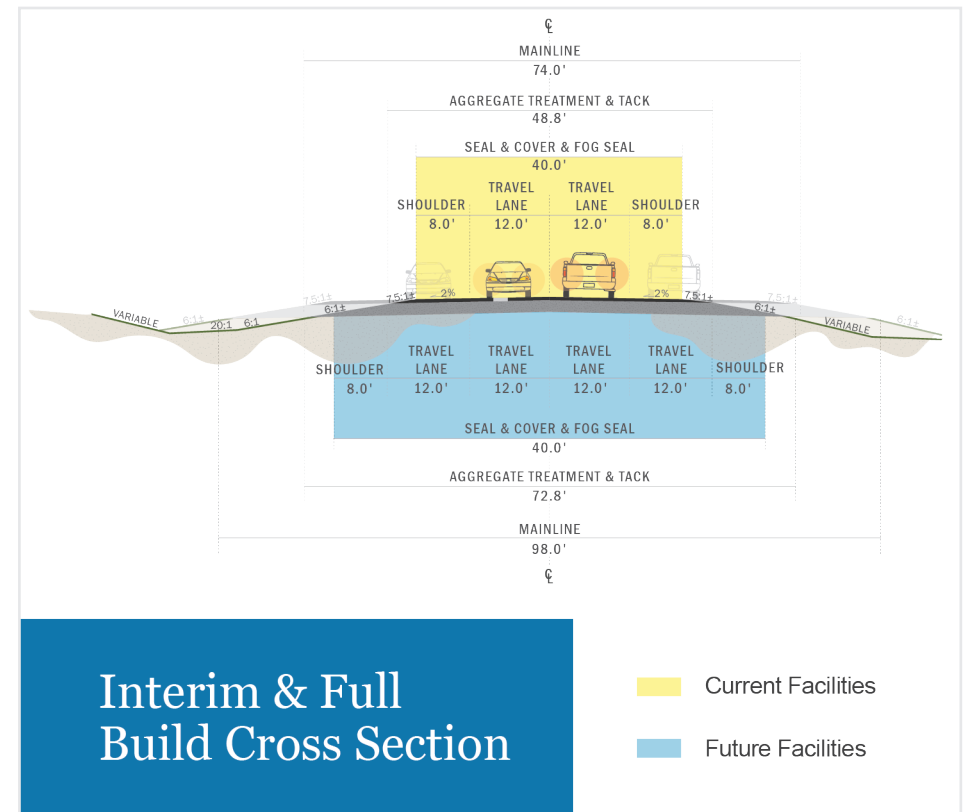 ℄
MAINLINE
74.0'
AGGREGATE TREATMENT & TACK
48.8'
SEAL & COVER & FOG SEAL
40.0'
TRAVEL TRAVEL
SHOULDER LANE LANE SHOULDER
8.0' 12.0' 12.0' 8.0'
7.5:1± 7.5:1± 2% 2% 7.5:1± 7.5:1±
VARIABLE 6:1± 20:1 6:1 6:1± 6:1± VARIABLE 6:1±
TRAVEL TRAVEL TRAVEL TRAVEL
SHOULDER LANE LANE LANE LANE SHOULDER
8.0' 12.0' 12.0' 12.0' 12.0' 8.0'
SEAL & COVER & FOG SEAL
40.0'
AGGREGATE TREATMENT & TACK
72.8'
MAINLINE
98.0'
℄
Interim & Full
Build Cross Section
Current Facilities
Future Facilities